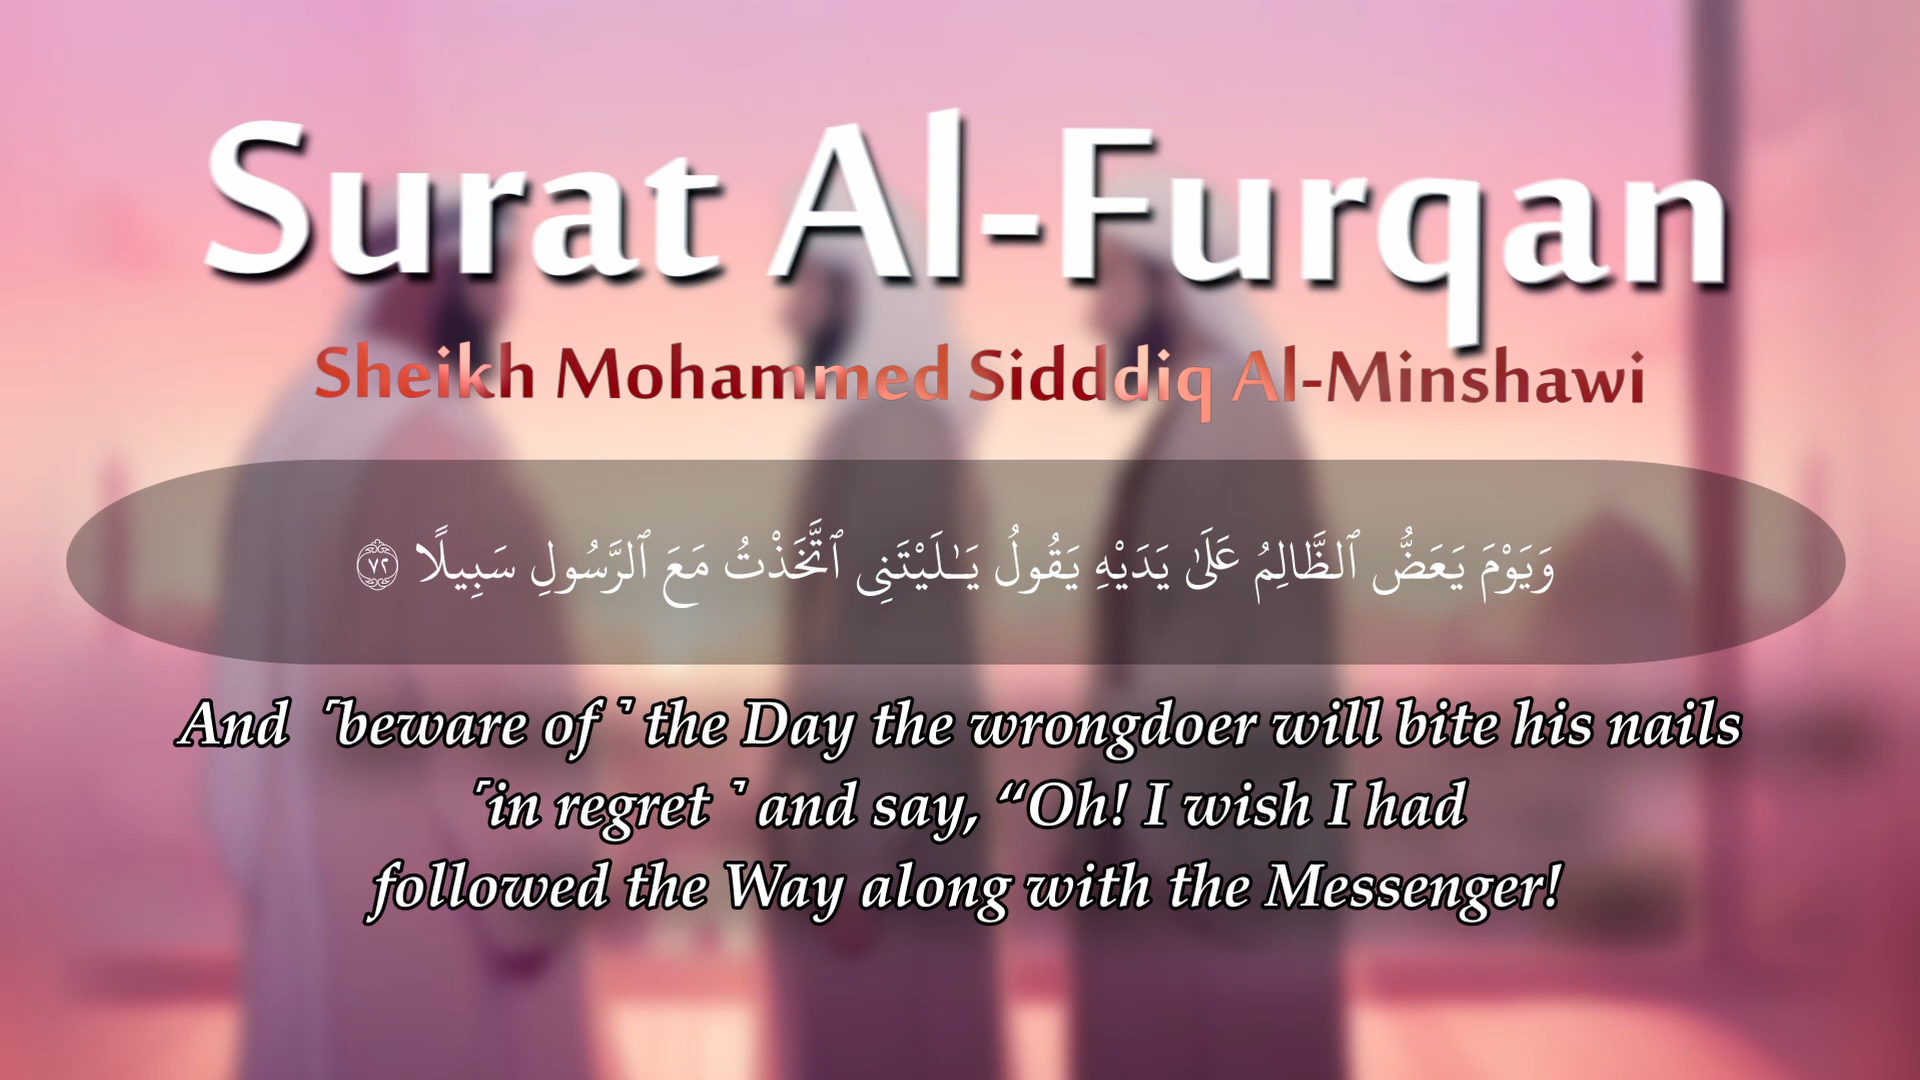 Surat Al-Furqan
Sheikh Mohammed Sidddiq Al-Minshawi
وَيَوْمَ يَعَضُّ ٱلظَّالِمُ عَلَىٰ يَدَيْهِ يَقُولُ يَـٰلَيْتَنِى ٱتَّخَذْتُ مَعَ ٱلرَّسُولِ سَبِيلًا ٧٢
And ˹beware of˺ the Day the wrongdoer will bite his nails
˹in regret˺ and say, “Oh! I wish I had
followed the Way along with the Messenger!